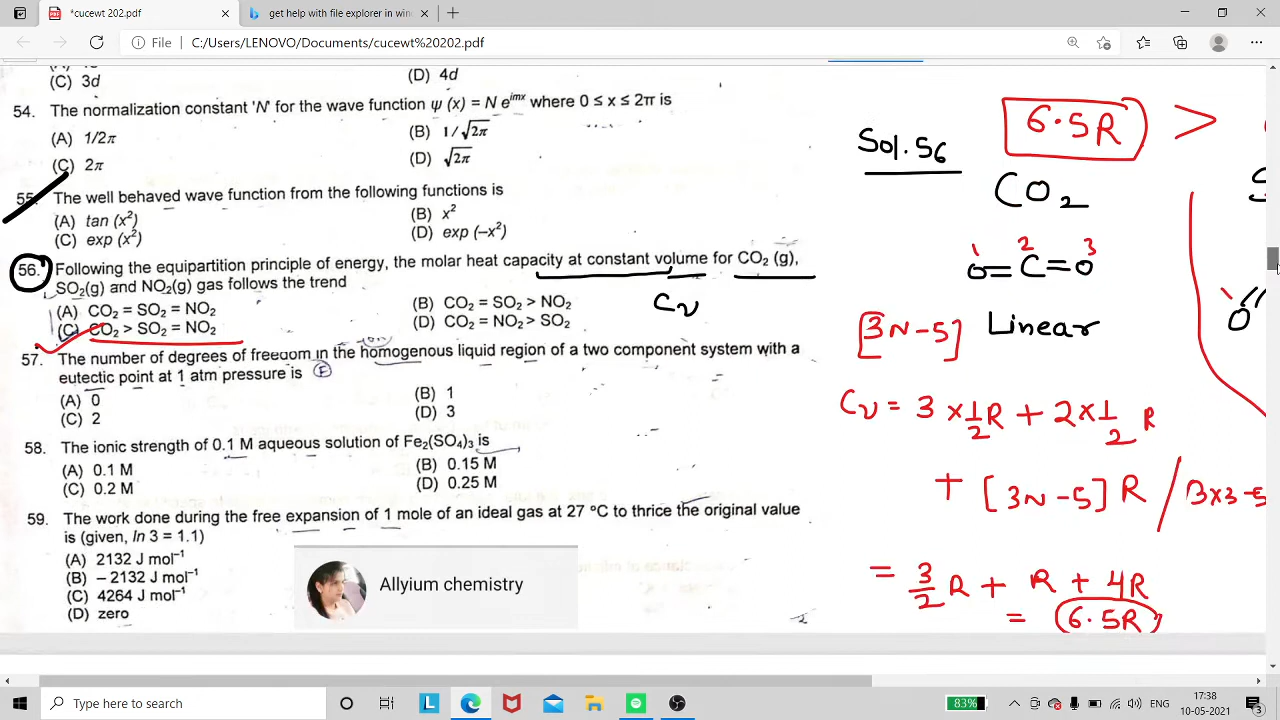 *cucewt 202.pdf
get help with file explorer in win
File
C:/Users/LENOVO/Documents/cucewt%20202.pdf
(C) 3d
(D) 4d
54. The normalization constant 'N' for the wave function ψ (x) = N e^imx where 0 ≤ x ≤ 2π is
(A) 1/2π
(B) 1/√2π
(C) 2π
(D) √2π
55. The well behaved wave function from the following functions is
(A) tan (x²)
(B) x²
(C) exp (x²)
(D) exp (–x²)
56. Following the equipartition principle of energy, the molar heat capacity at constant volume for CO₂ (g),
SO₂(g) and NO₂(g) gas follows the trend
(A) CO₂ = SO₂ = NO₂
(B) CO₂ = SO₂ > NO₂
(C) CO₂ > SO₂ = NO₂
(D) CO₂ = NO₂ > SO₂
Cv
57. The number of degrees of freedom in the homogenous liquid region of a two component system with a
eutectic point at 1 atm pressure is
(F)
(A) 0
(B) 1
(C) 2
(D) 3
58. The ionic strength of 0.1 M aqueous solution of Fe₂(SO₄)₃ is
(A) 0.1 M
(B) 0.15 M
(C) 0.2 M
(D) 0.25 M
59. The work done during the free expansion of 1 mole of an ideal gas at 27 °C to thrice the original value
is (given, ln 3 = 1.1)
(A) 2132 J mol⁻¹
(B) – 2132 J mol⁻¹
(C) 4264 J mol⁻¹
(D) zero
Allyium chemistry
6.5R >
Sol.56
CO₂
1 2 3
O=C=O
[3N-5] Linear
Cv = 3 × 1/2 R + 2 × 1/2 R
+ [3N-5] R / 3×3-5
= 3/2 R + R + 4R
= 6.5R
Type here to search
83%
17:38
10-05-2021
3